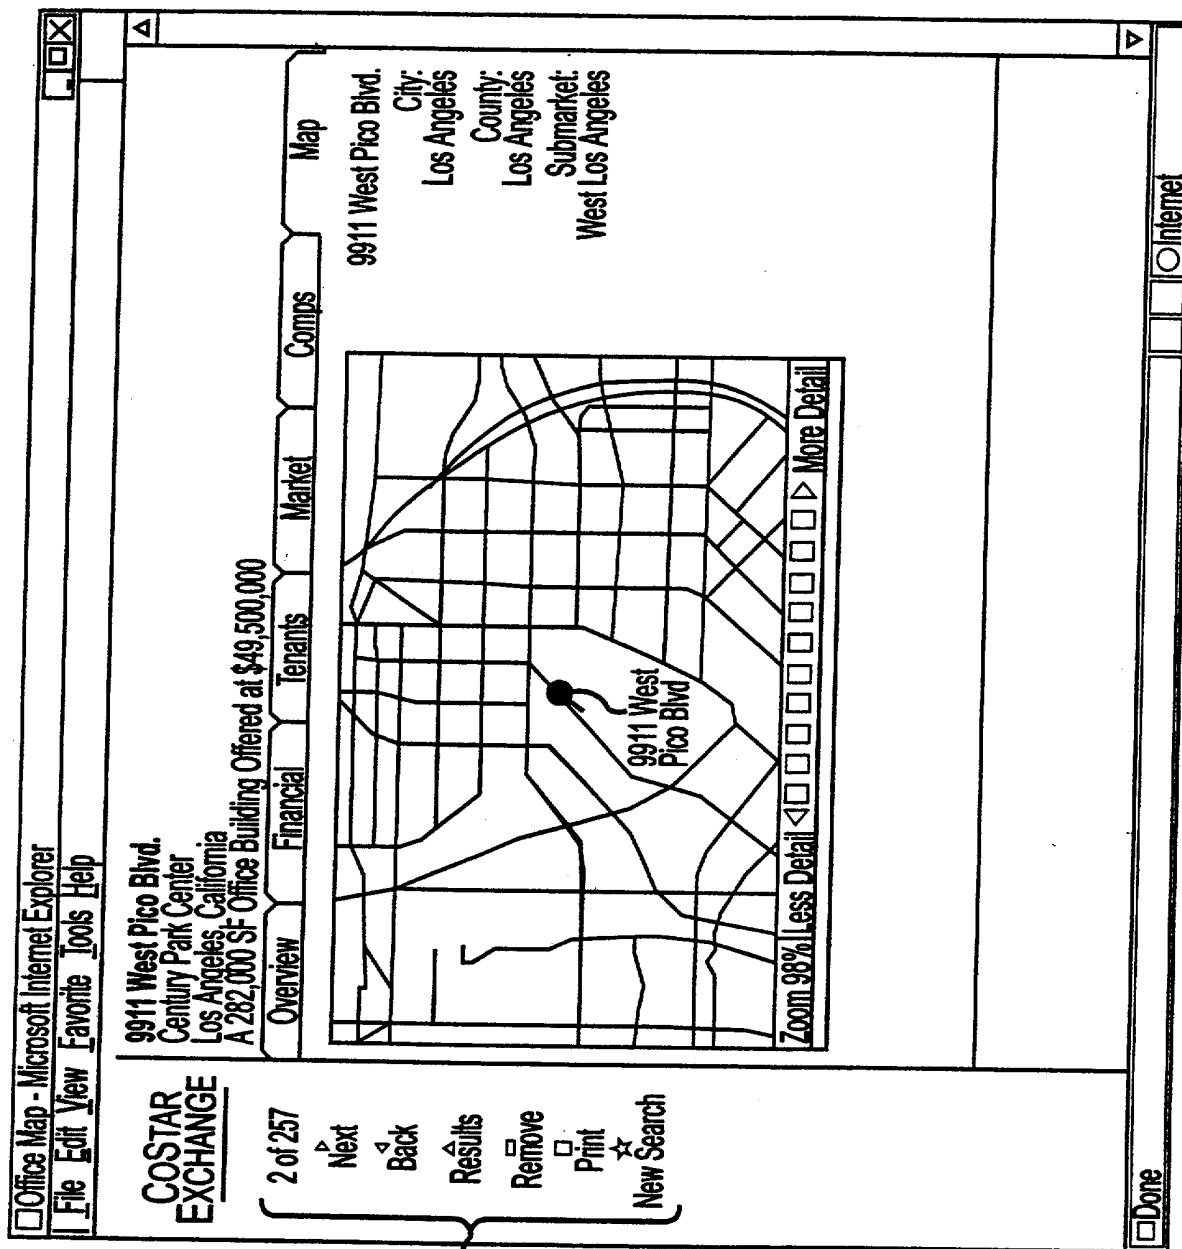 Office Map - Microsoft Internet Explorer
File Edit View Favorite Tools Help
COSTAR
EXCHANGE
2 of 257
Next
Back
Results
Remove
Print
New Search
9911 West Pico Blvd.
Century Park Center
Los Angeles, California
A 282,000 SF Office Building Offered at $49,500,000
Overview
Financial
Tenants
Market
Comps
Map
9911 West
Pico Blvd
Zoom 98%
Less Detail
More Detail
9911 West Pico Blvd.
City:
Los Angeles
County:
Los Angeles
Submarket:
West Los Angeles
Done
Internet